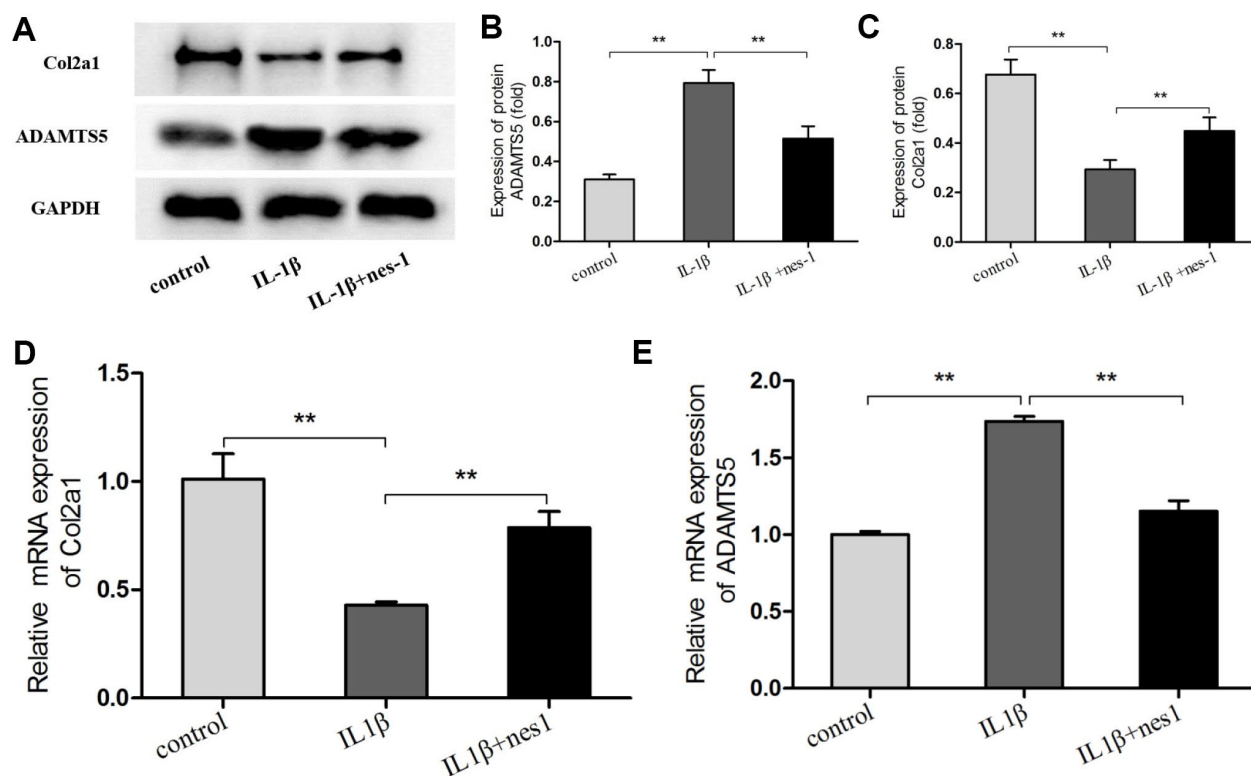 A
Col2a1
ADAMTS5
GAPDH
control
IL-1β
IL-1β+nes-1
B
Expression of protein
ADAMTS5 (fold)
1.0
0.8
0.6
0.4
0.2
0.0
**
**
control
IL-1β
IL-1β +nes-1
C
Expression of protein
Col2a1 (fold)
0.8
0.6
0.4
0.2
0.0
**
**
control
IL-1β
IL-1β +nes-1
D
Relative mRNA expression
of Col2a1
1.5
1.0
0.5
0.0
**
**
control
IL1β
IL1β+nes1
E
Relative mRNA expression
of ADAMTS5
2.0
1.5
1.0
0.5
0.0
**
**
control
IL1β
IL1β+nes1